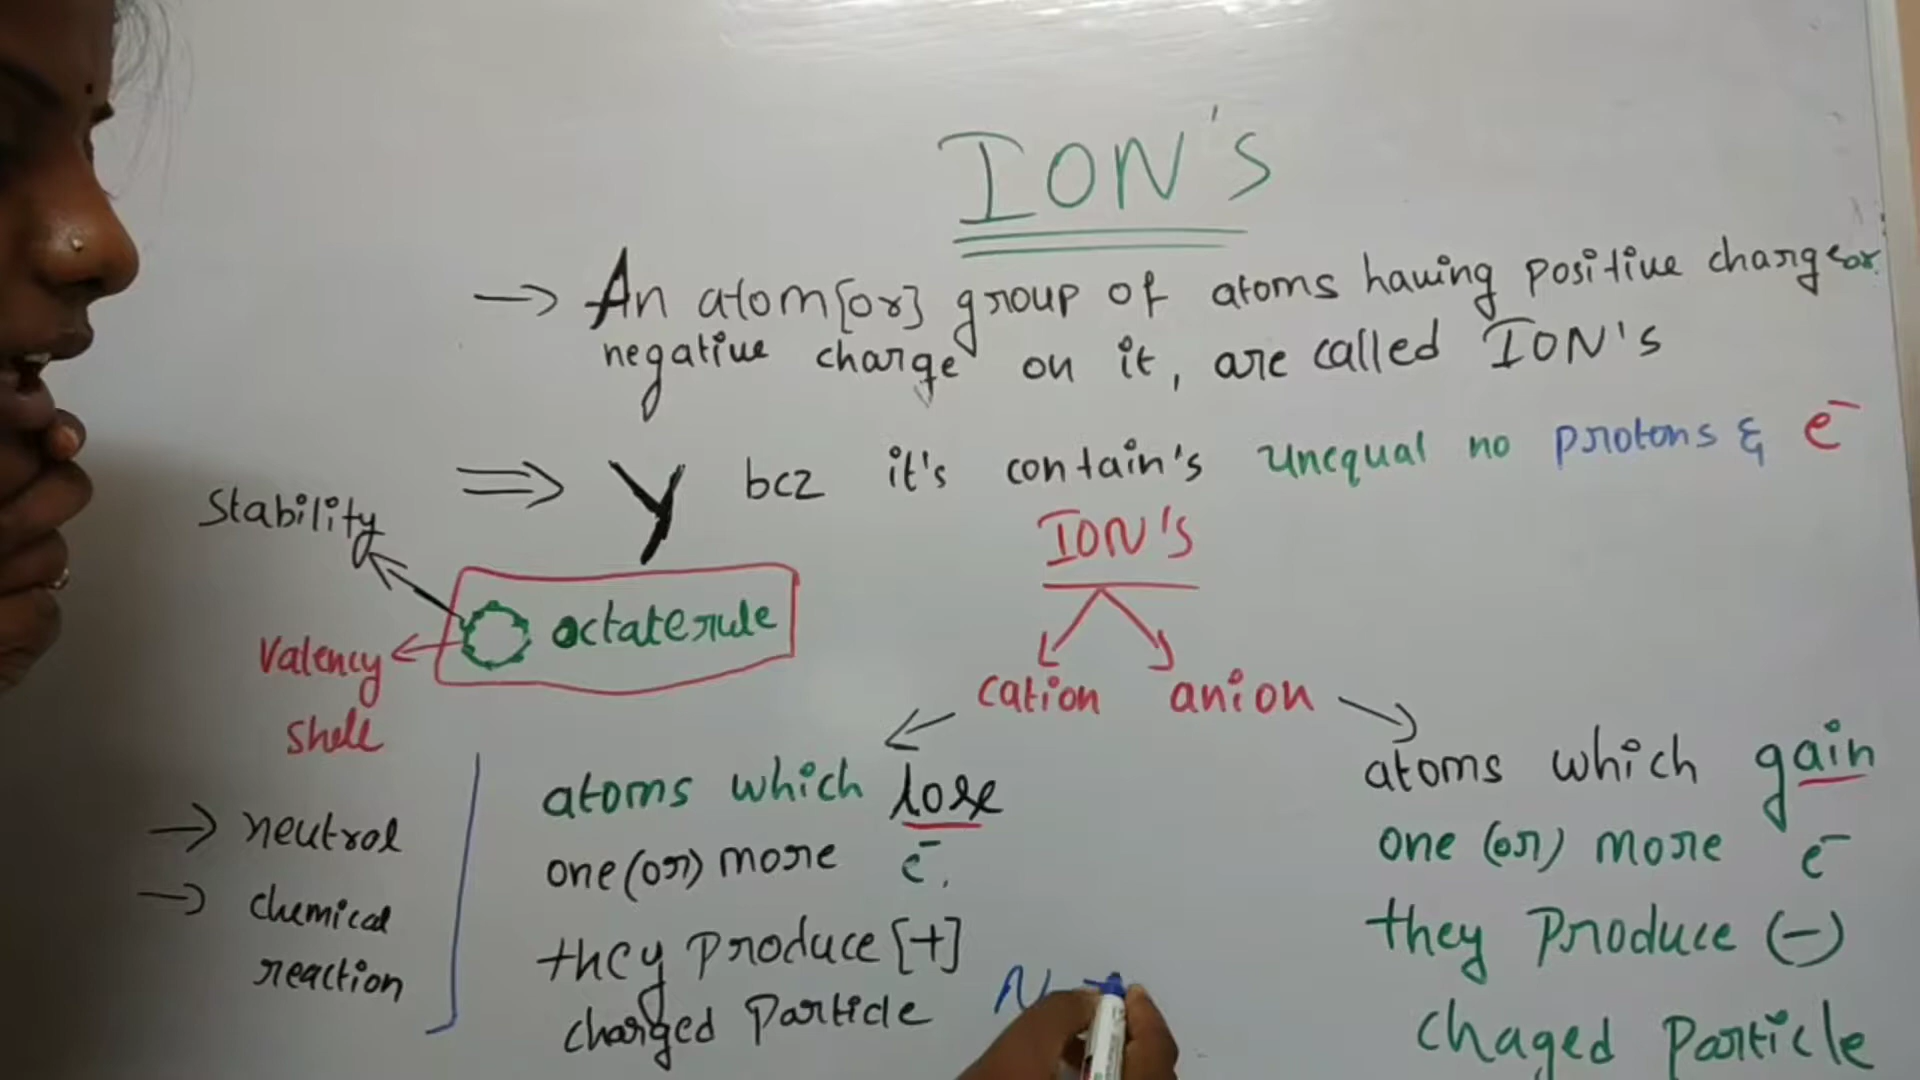 ION's
→ An atom[or] group of atoms having positive charge or
negative charge on it, are called ION's
⇒ Y bcz it's contain's unequal no protons & e⁻
Stability
octate rule
Valency
shell
ION's
cation anion
atoms which lose
one (or) more e⁻.
they produce [+]
charged particle
atoms which gain
one (or) more e⁻
they produce (-)
chaged particle
→ neutrol
→ chemical
reaction